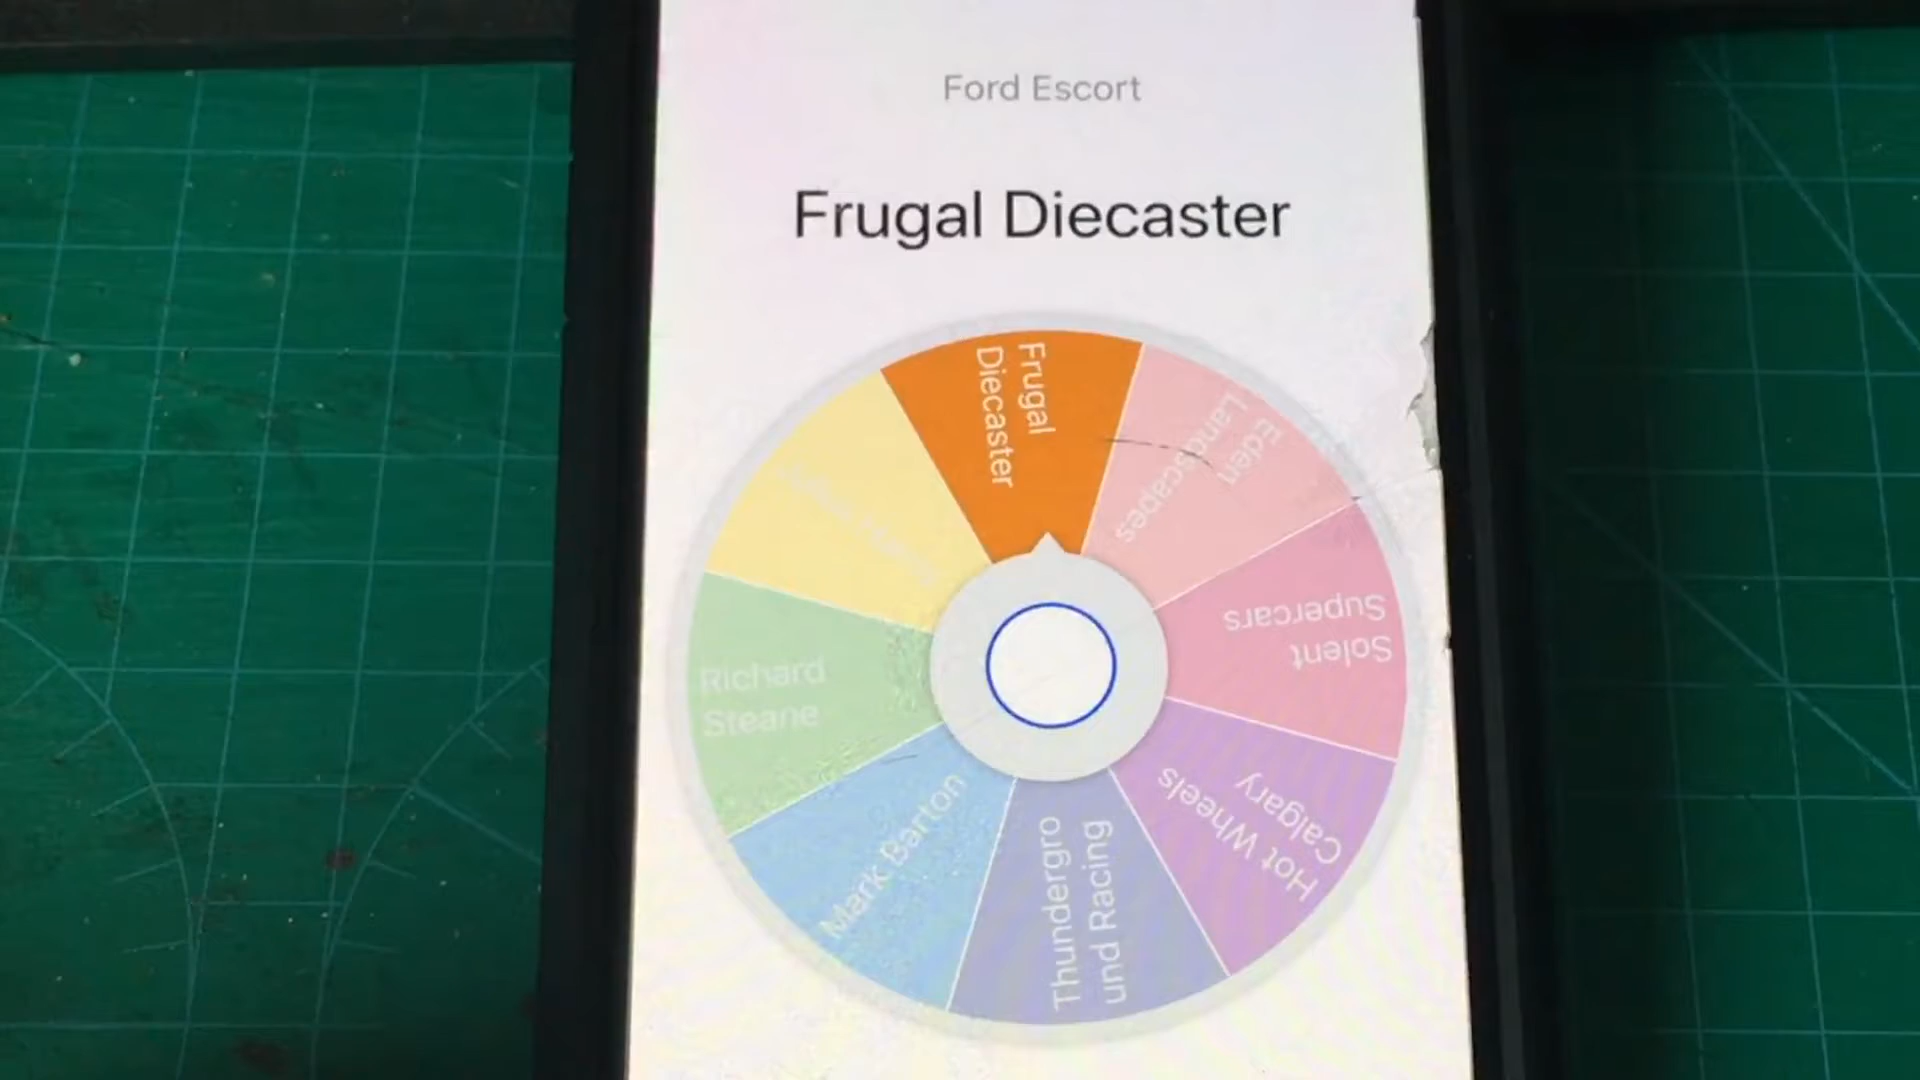 Ford Escort
Frugal Diecaster
Frugal
Diecaster
Eden
Landscapes
Solent
Supercars
Hot Wheels
Calgary
Thundergro
und Racing
Mark Barton
Richard
Steane